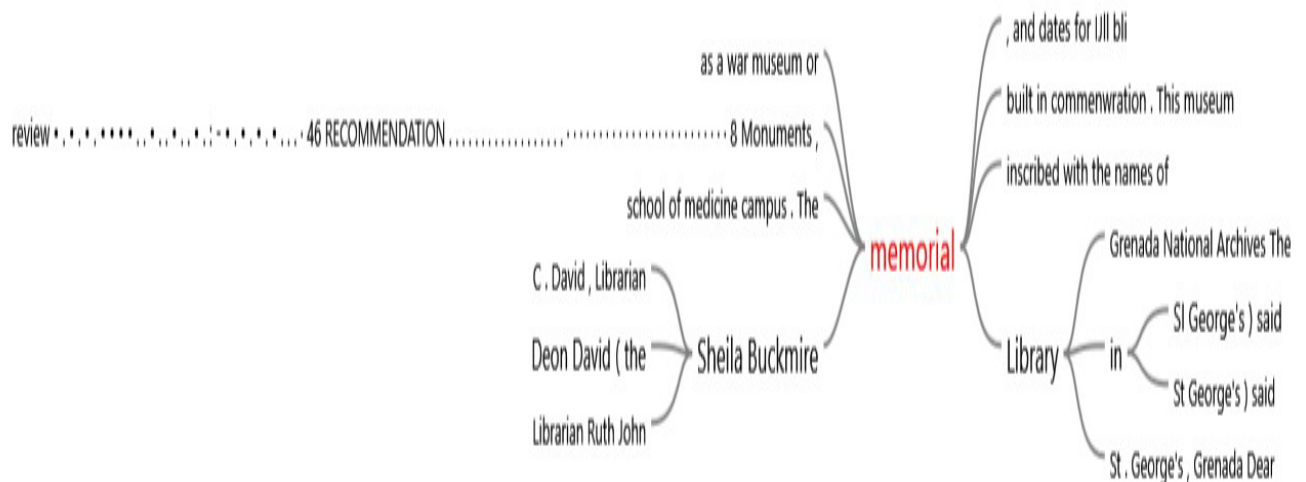 , and dates for IJll bli
as a war museum or
built in commenwration . This museum
review •.•.•.••••..•..•..•.:-•.•.•.•...· 46 RECOMMENDATION .................······················· 8 Monuments ,
inscribed with the names of
school of medicine campus . The
memorial
Grenada National Archives The
C . David , Librarian
SI George's ) said
Deon David ( the
Sheila Buckmire
Library
in
St George's ) said
Librarian Ruth John
St . George's , Grenada Dear